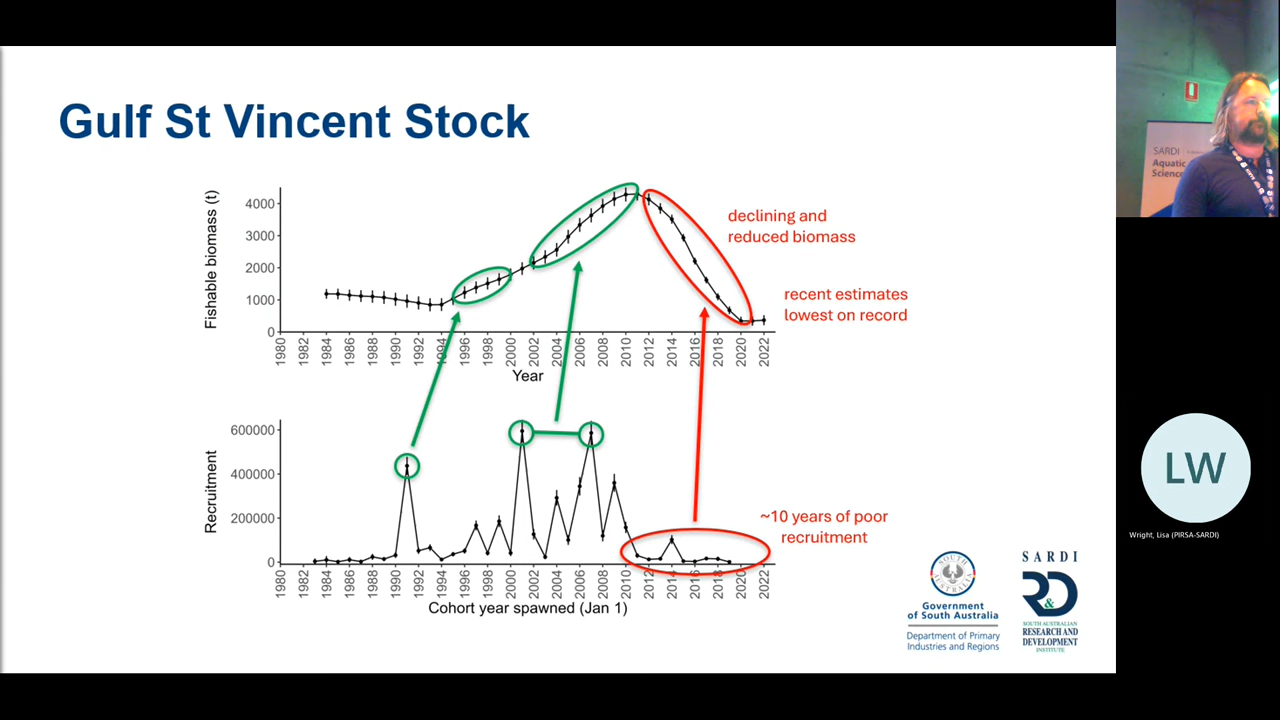 Gulf St Vincent Stock
Fishable biomass (t)
4000
3000
2000
1000
0
1980
1982
1984
1986
1988
1990
1992
1994
1996
1998
2000
2002
2004
2006
2008
2010
2012
2014
2016
2018
2020
2022
Year
declining and
reduced biomass
recent estimates
lowest on record
Recruitment
600000
400000
200000
0
1980
1982
1984
1986
1988
1990
1992
1994
1996
1998
2000
2002
2004
2006
2008
2010
2012
2014
2016
2018
2020
2022
Cohort year spawned (Jan 1)
~10 years of poor
recruitment
SOUTH
AUSTRALIA
Government
of South Australia
Department of Primary
Industries and Regions
SARDI
R&D
SOUTH AUSTRALIAN
RESEARCH AND
DEVELOPMENT
INSTITUTE
SARDI
Aquatic
Science
LW
Wright, Lisa (PIRSA-SARDI)